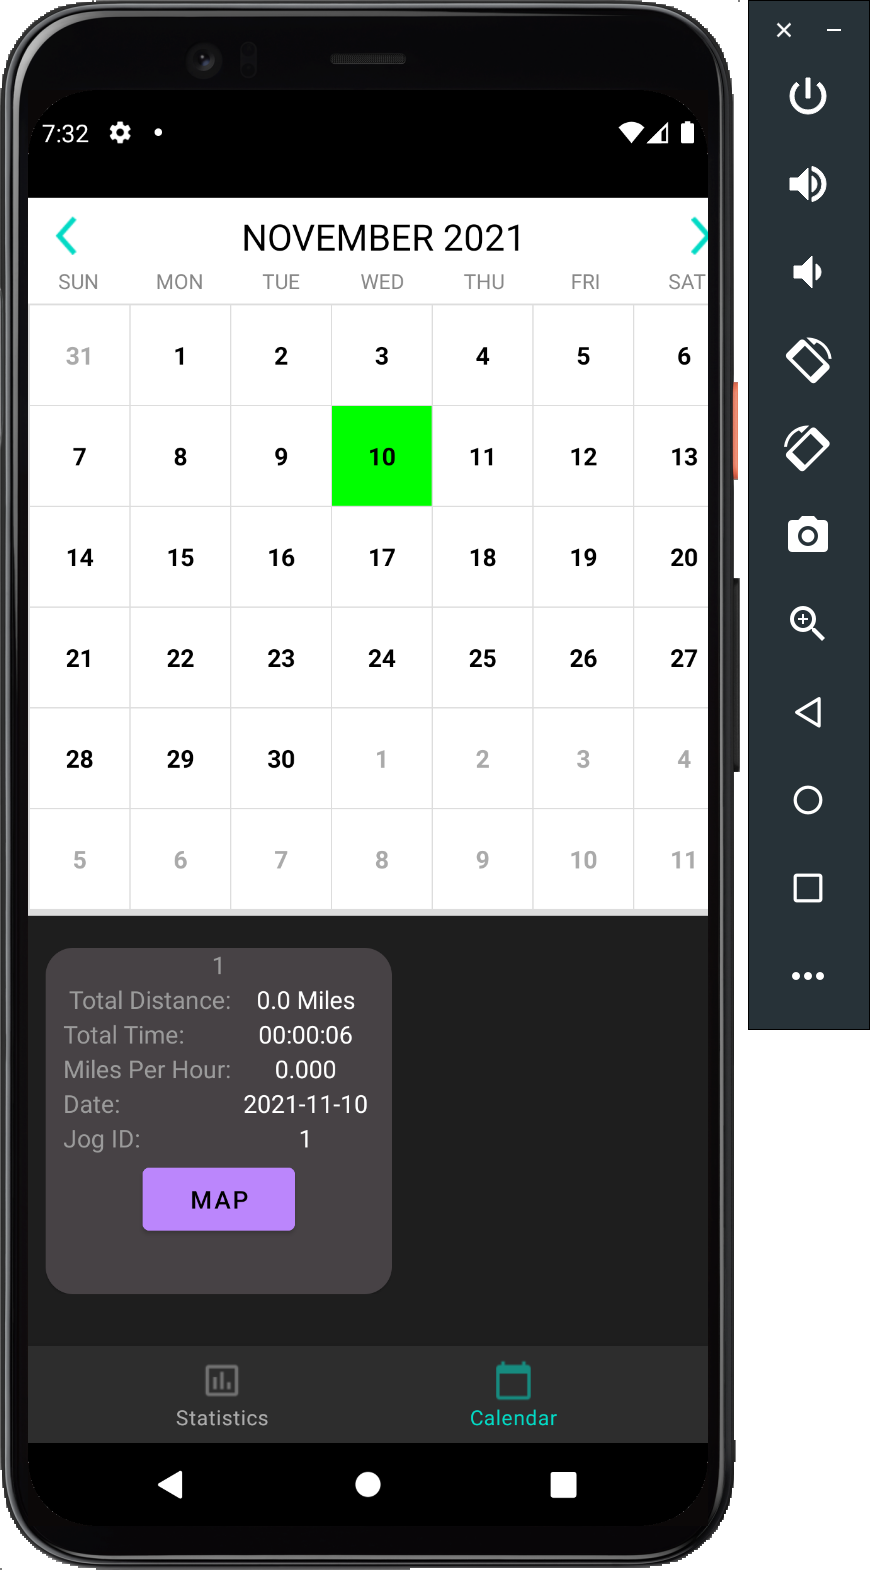 7:32
NOVEMBER 2021
SUN MON TUE WED THU FRI SAT
31 1 2 3 4 5 6
7 8 9 10 11 12 13
14 15 16 17 18 19 20
21 22 23 24 25 26 27
28 29 30 1 2 3 4
5 6 7 8 9 10 11
1
Total Distance: 0.0 Miles
Total Time: 00:00:06
Miles Per Hour: 0.000
Date: 2021-11-10
Jog ID: 1
MAP
Statistics Calendar